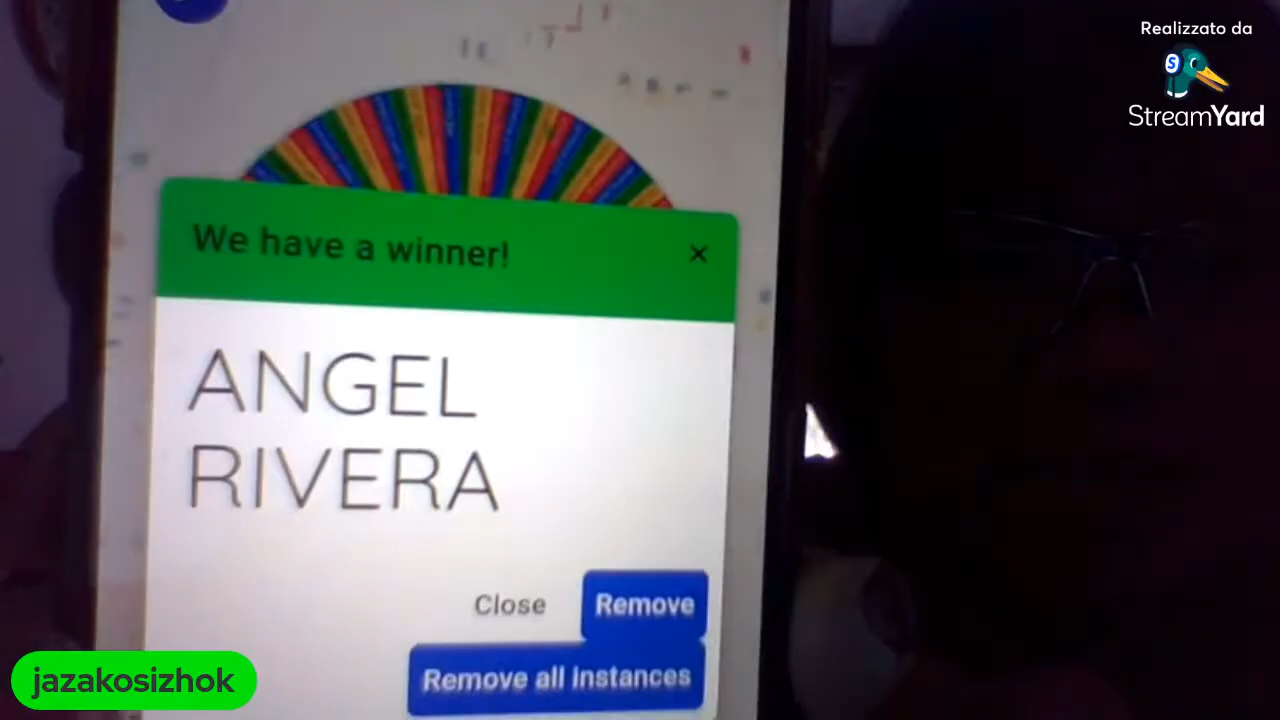 Realizzato da
StreamYard
We have a winner!
ANGEL
RIVERA
Close
Remove
Remove all instances
jazakosizhok